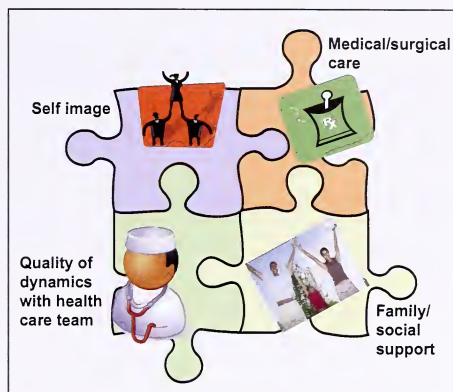 Medical/surgical
care
Self image
Rx
Quality of
dynamics
with health
care team
Family/
social
support